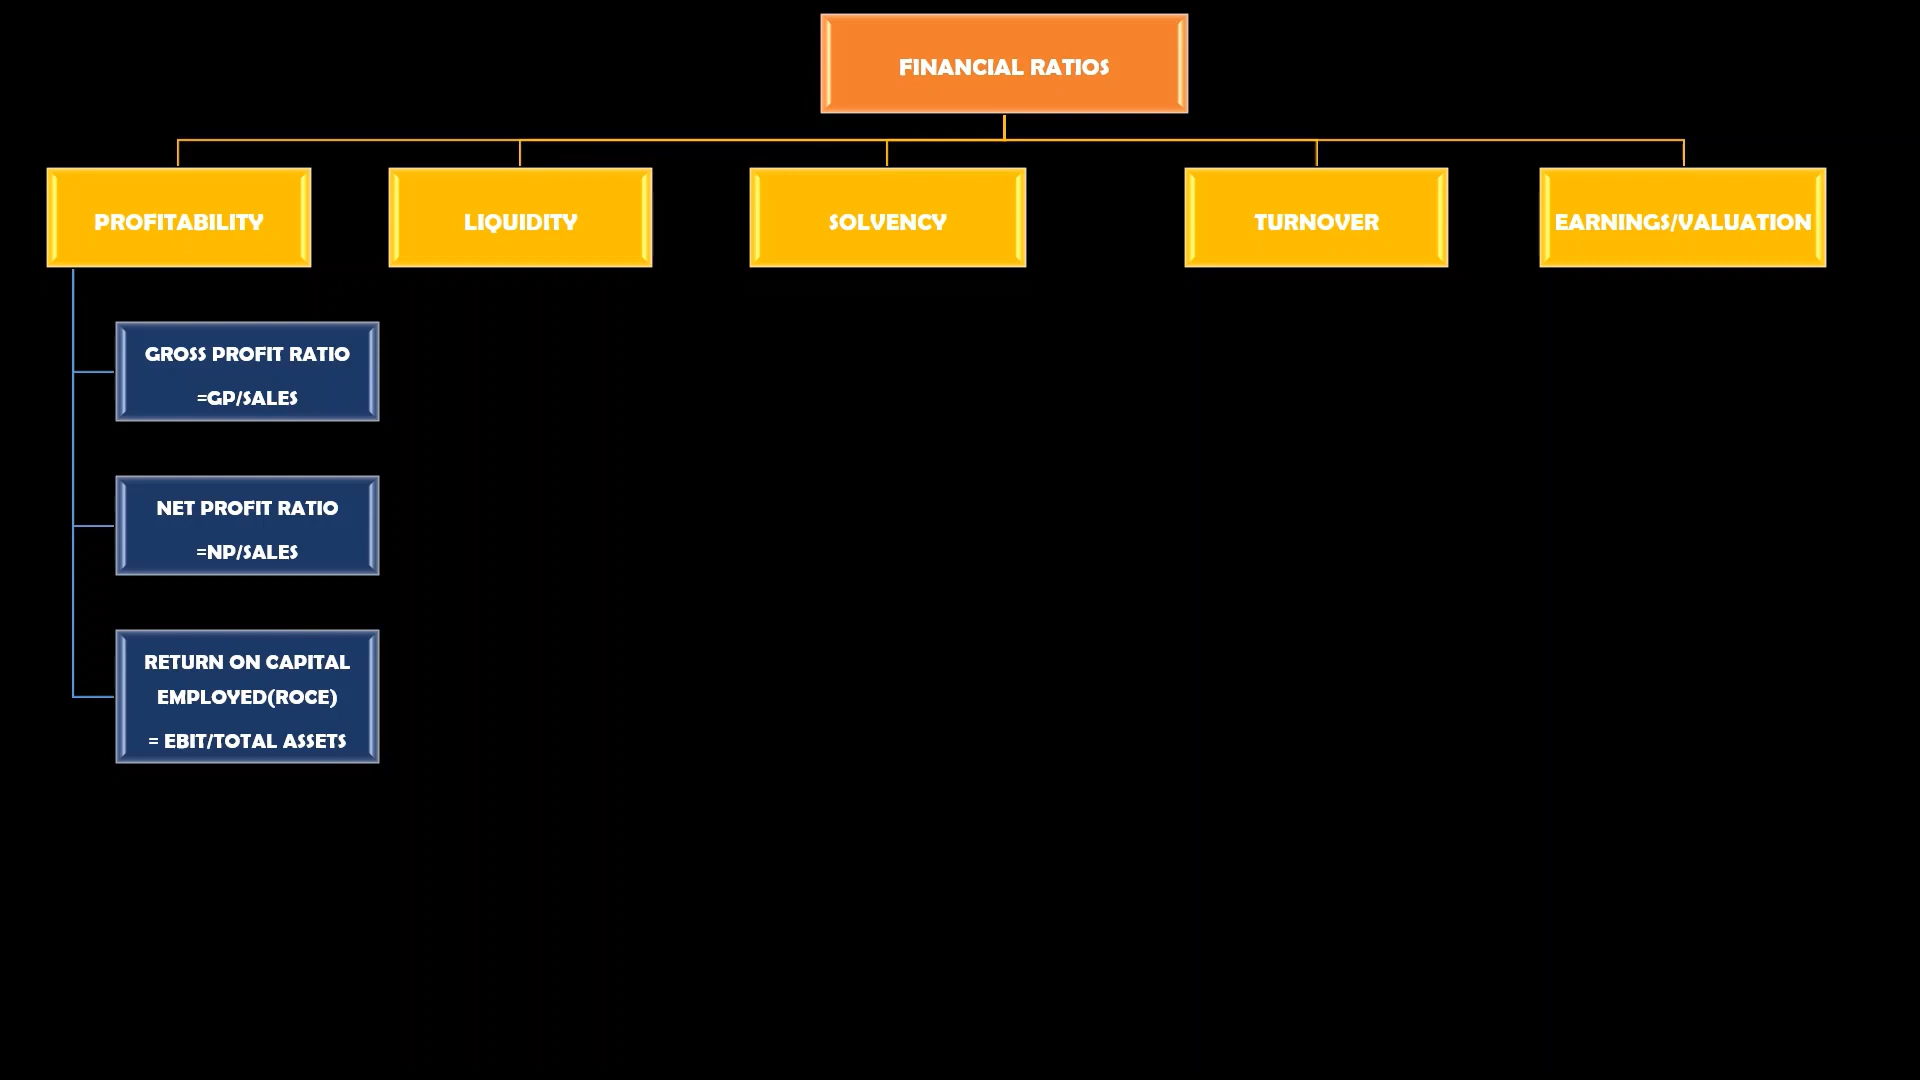 FINANCIAL RATIOS
PROFITABILITY
LIQUIDITY
SOLVENCY
TURNOVER
EARNINGS/VALUATION
GROSS PROFIT RATIO
=GP/SALES
NET PROFIT RATIO
=NP/SALES
RETURN ON CAPITAL
EMPLOYED(ROCE)
= EBIT/TOTAL ASSETS